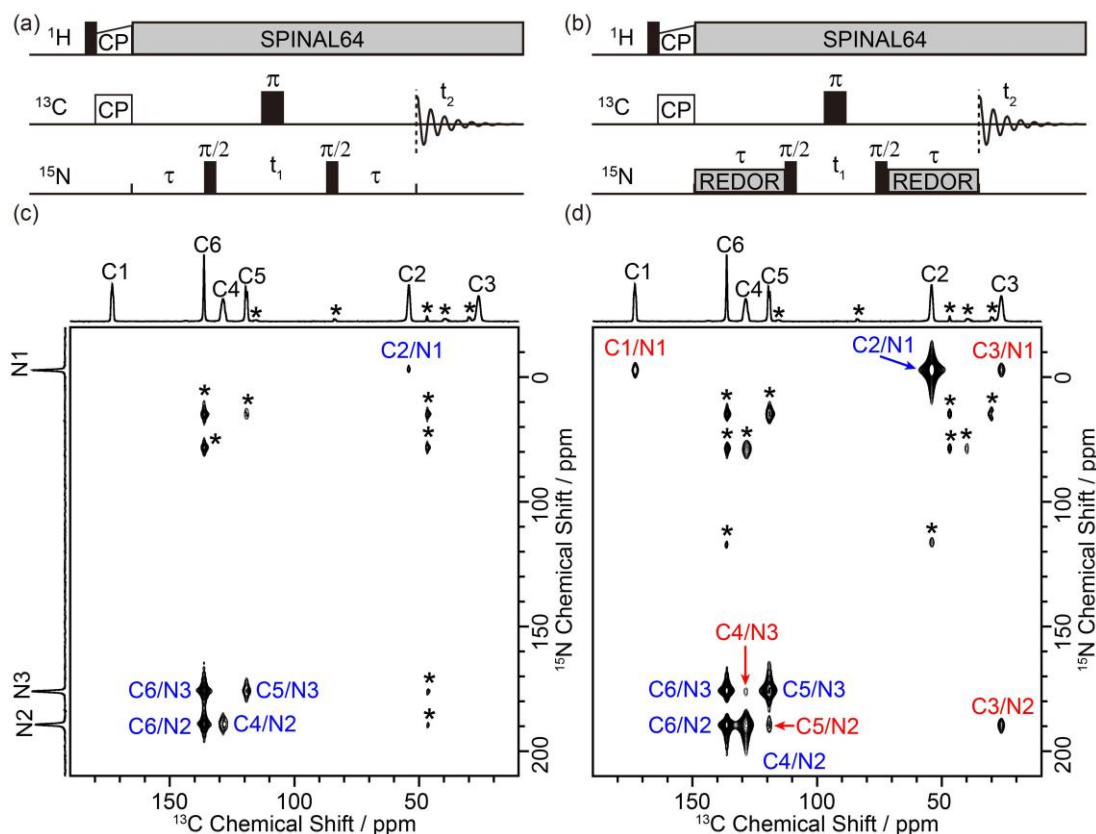 (a)
¹H
CP
SPINAL64
π
t₂
¹³C
CP
π/2
π/2
τ
t₁
τ
¹⁵N
(b)
¹H
CP
SPINAL64
π
t₂
¹³C
CP
τ
π/2
π/2
τ
¹⁵N
REDOR
t₁
REDOR
(c)
C6
C1
C4
C5
C2
C3
* * * * *
N1
C2/N1
0
* * *
* *
100
150
N3
C6/N3
C5/N3
*
N2
C6/N2
C4/N2
*
200
150
100
50
¹³C Chemical Shift / ppm
¹⁵N Chemical Shift / ppm
(d)
C6
C1
C4
C5
C2
C3
* * * * *
C1/N1
C2/N1
C3/N1
0
* * * *
* * * *
100
* *
C4/N3
150
C6/N3
C5/N3
C6/N2
C5/N2
C3/N2
C4/N2
200
150
100
50
¹³C Chemical Shift / ppm
¹⁵N Chemical Shift / ppm